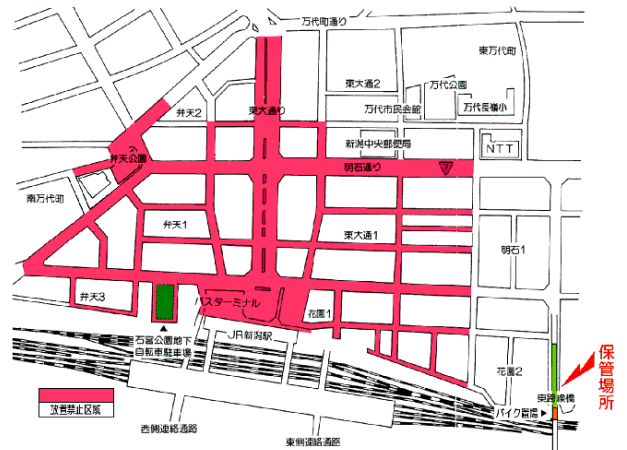 万代町通り
東万代町
東大通2
万代公園
万代長嶺小
弁天2
東大通り
万代市民会館
新潟中央郵便局
NTT
弁天公園
明石通り
南万代町
弁天1
東大通1
明石1
弁天3
バスターミナル
花園1
石宮公園地下
自転車駐車場
JR新潟駅
花園2
保管場所
東跨線橋
バイク置場
放置禁止区域
西側連絡通路
東側連絡通路